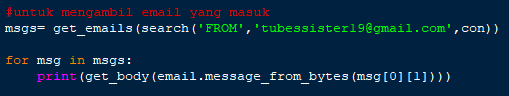 #untuk mengambil email yang masuk
msgs= get_emails(search('FROM','tubessister19@gmail.com',con))
for msg in msgs:
    print(get_body(email.message_from_bytes(msg[0][1])))